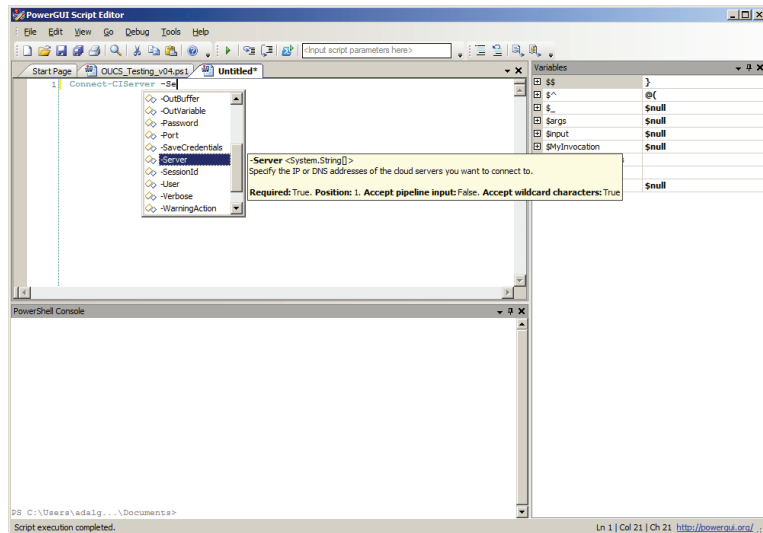 PowerGUI Script Editor
File Edit View Go Debug Tools Help
<Input script parameters here>
Start Page OUCS_Testing_v04.ps1 Untitled*
1 Connect-CIServer -Se
-OutBuffer
-OutVariable
-Password
-Port
-SaveCredentials
-Server
-SessionId
-User
-Verbose
-WarningAction
-Server <System.String[]>
Specify the IP or DNS addresses of the cloud servers you want to connect to.
Required: True. Position: 1. Accept pipeline input: False. Accept wildcard characters: True
Variables
$$ }
$^ @{
$_ $null
$args $null
$input $null
$MyInvocation $null
$null
PowerShell Console
PS C:\Users\adalg...\Documents>
Script execution completed.
Ln 1 | Col 21 | Ch 21 http://powergui.org/